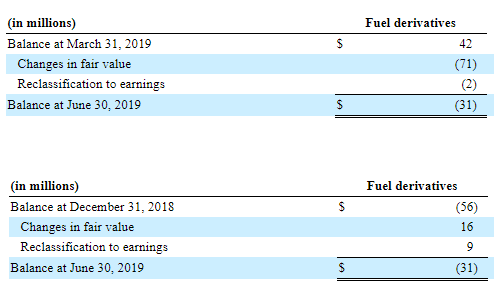 (in millions) Fuel derivatives
Balance at March 31, 2019 $ 42
Changes in fair value (71)
Reclassification to earnings (2)
Balance at June 30, 2019 $ (31)
(in millions) Fuel derivatives
Balance at December 31, 2018 $ (56)
Changes in fair value 16
Reclassification to earnings 9
Balance at June 30, 2019 $ (31)